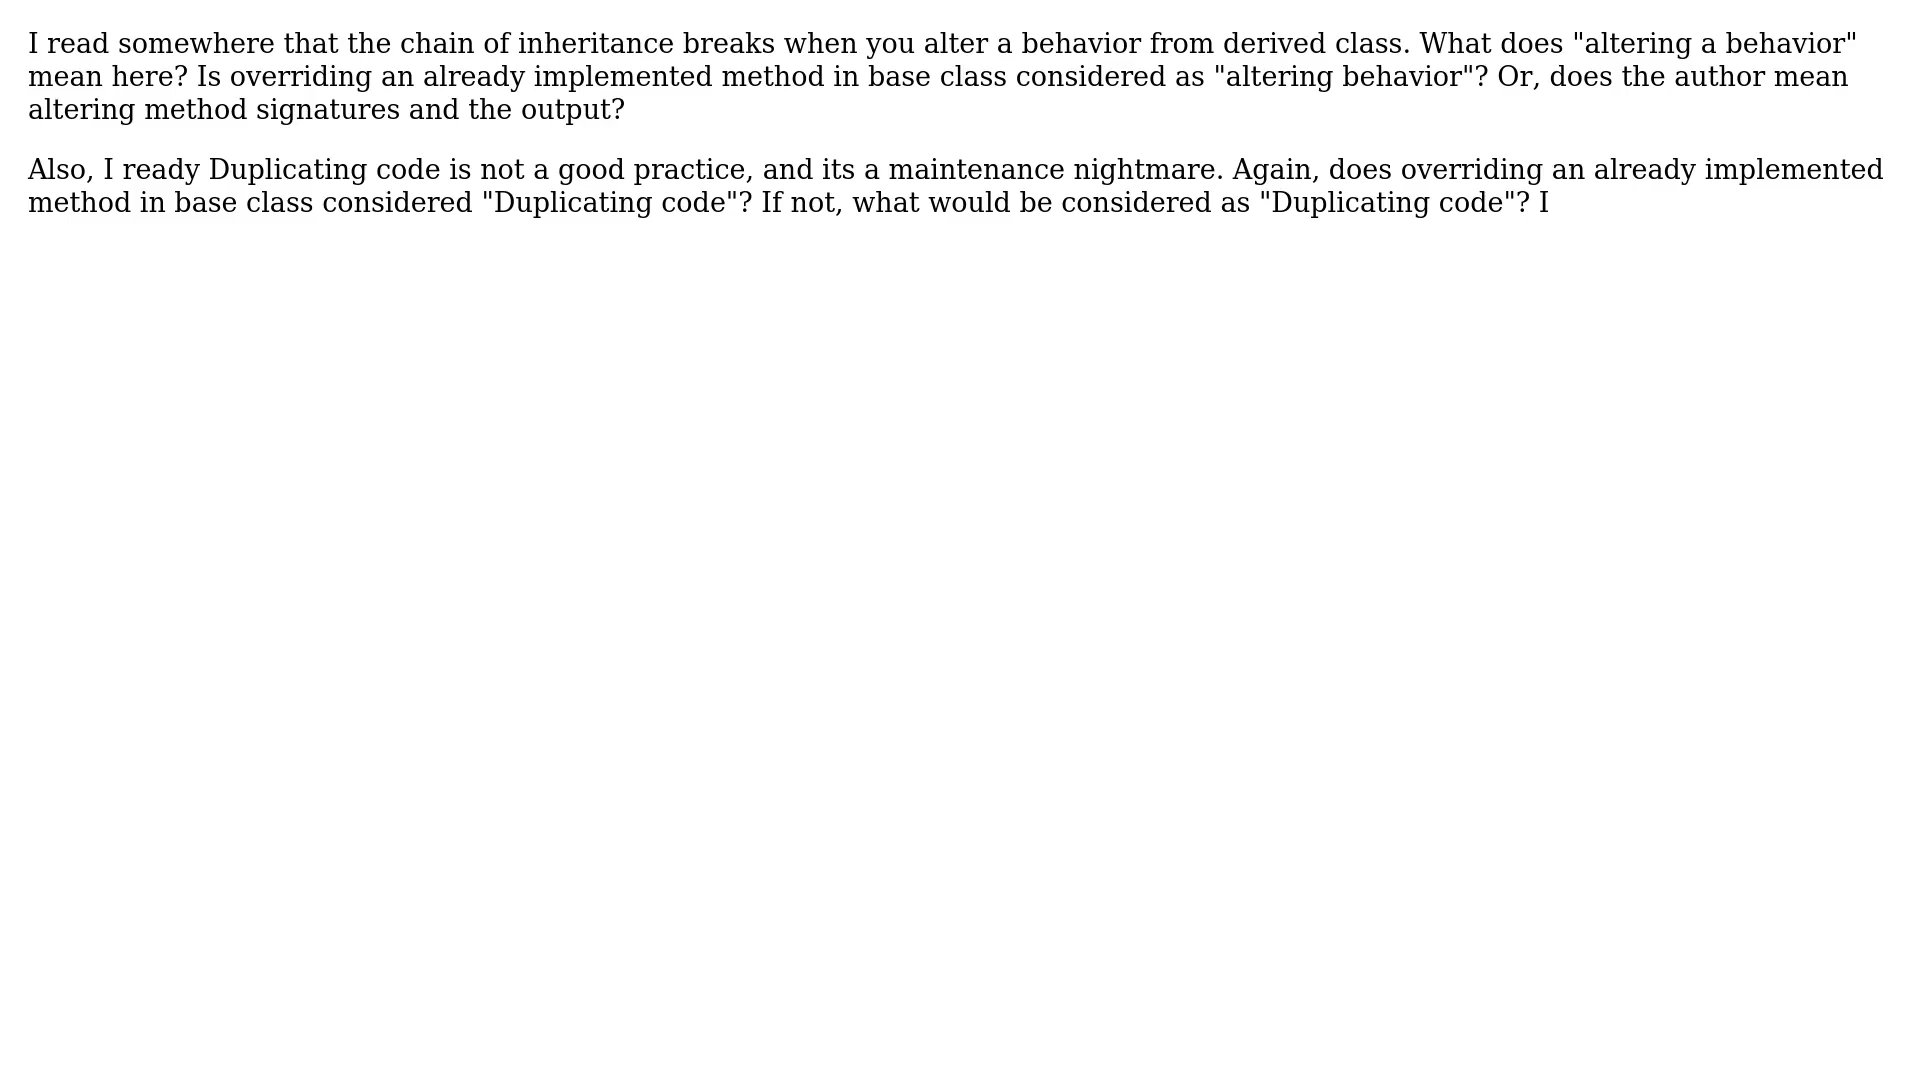 I read somewhere that the chain of inheritance breaks when you alter a behavior from derived class. What does "altering a behavior"
mean here? Is overriding an already implemented method in base class considered as "altering behavior"? Or, does the author mean
altering method signatures and the output?
Also, I ready Duplicating code is not a good practice, and its a maintenance nightmare. Again, does overriding an already implemented
method in base class considered "Duplicating code"? If not, what would be considered as "Duplicating code"? I